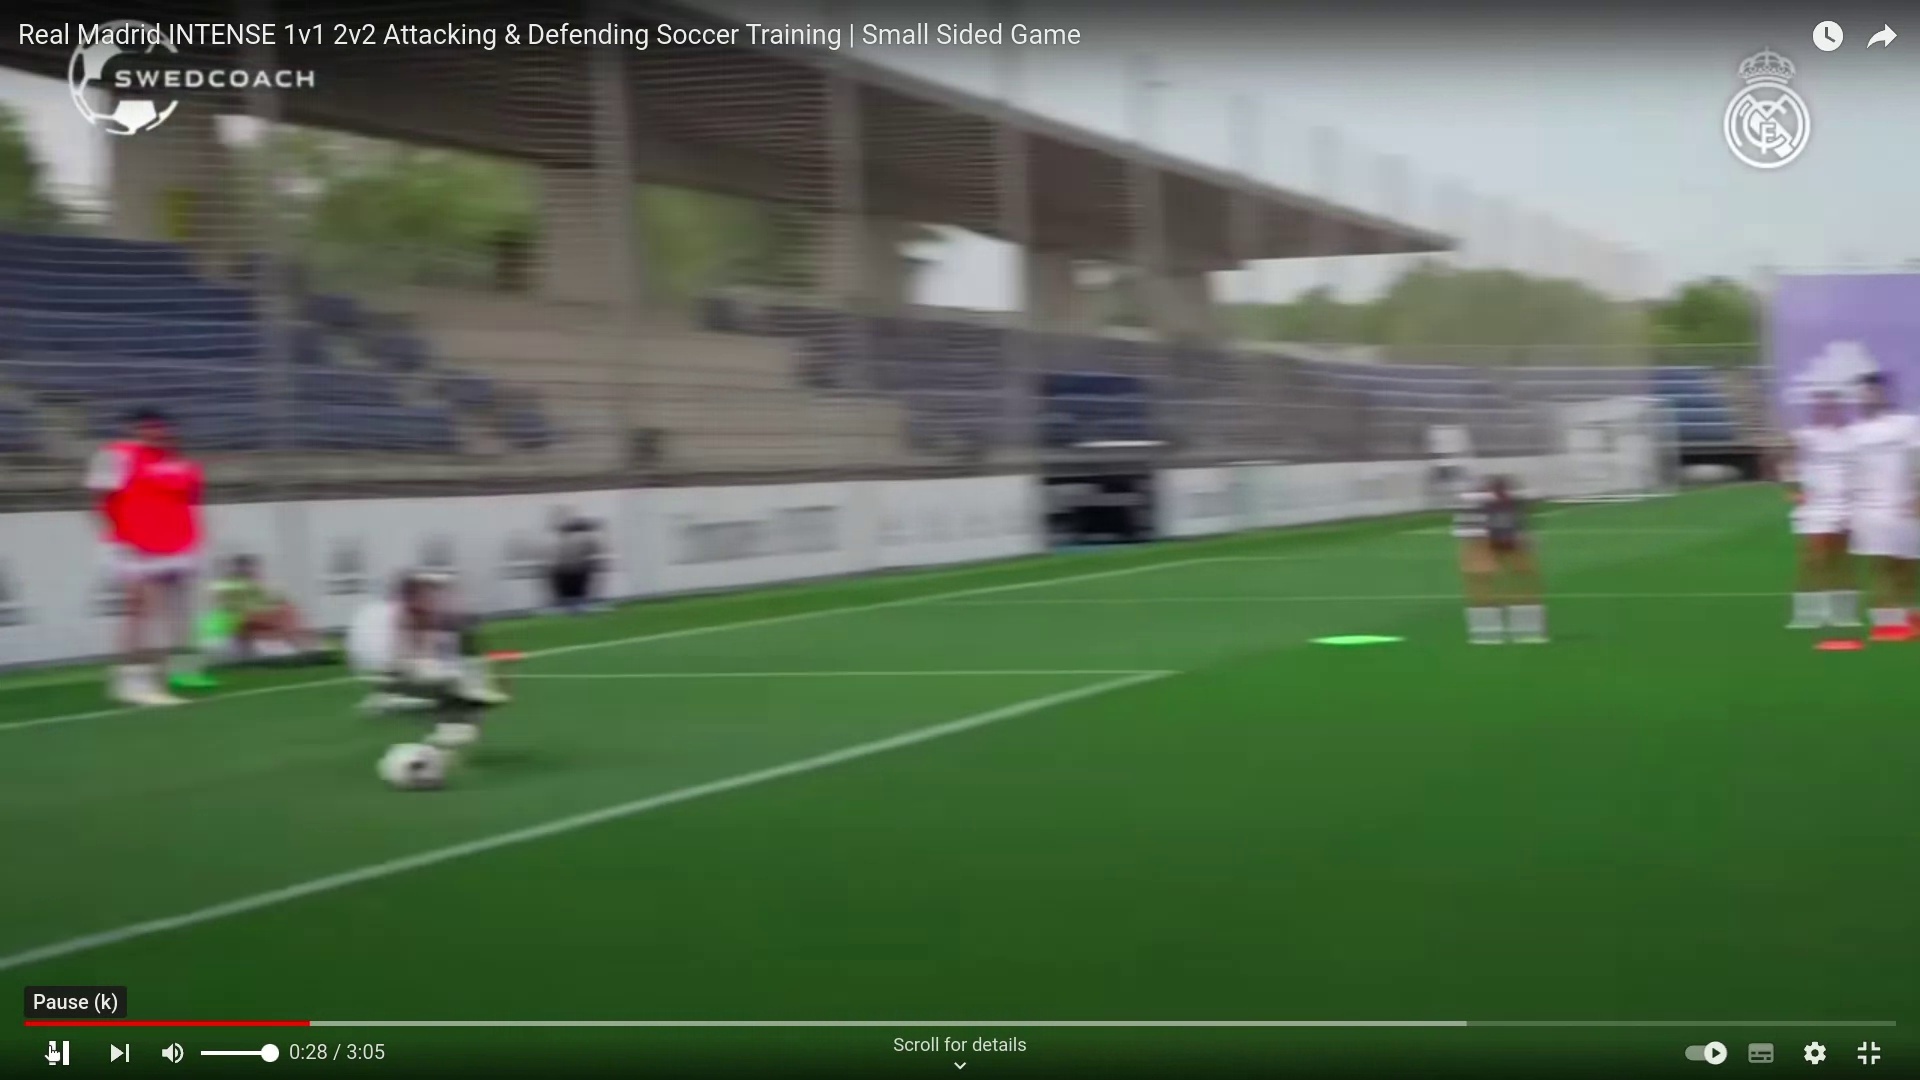 Real Madrid INTENSE 1v1 2v2 Attacking & Defending Soccer Training | Small Sided Game
SWEDCOACH
Pause (k)
0:28 / 3:05
Scroll for details